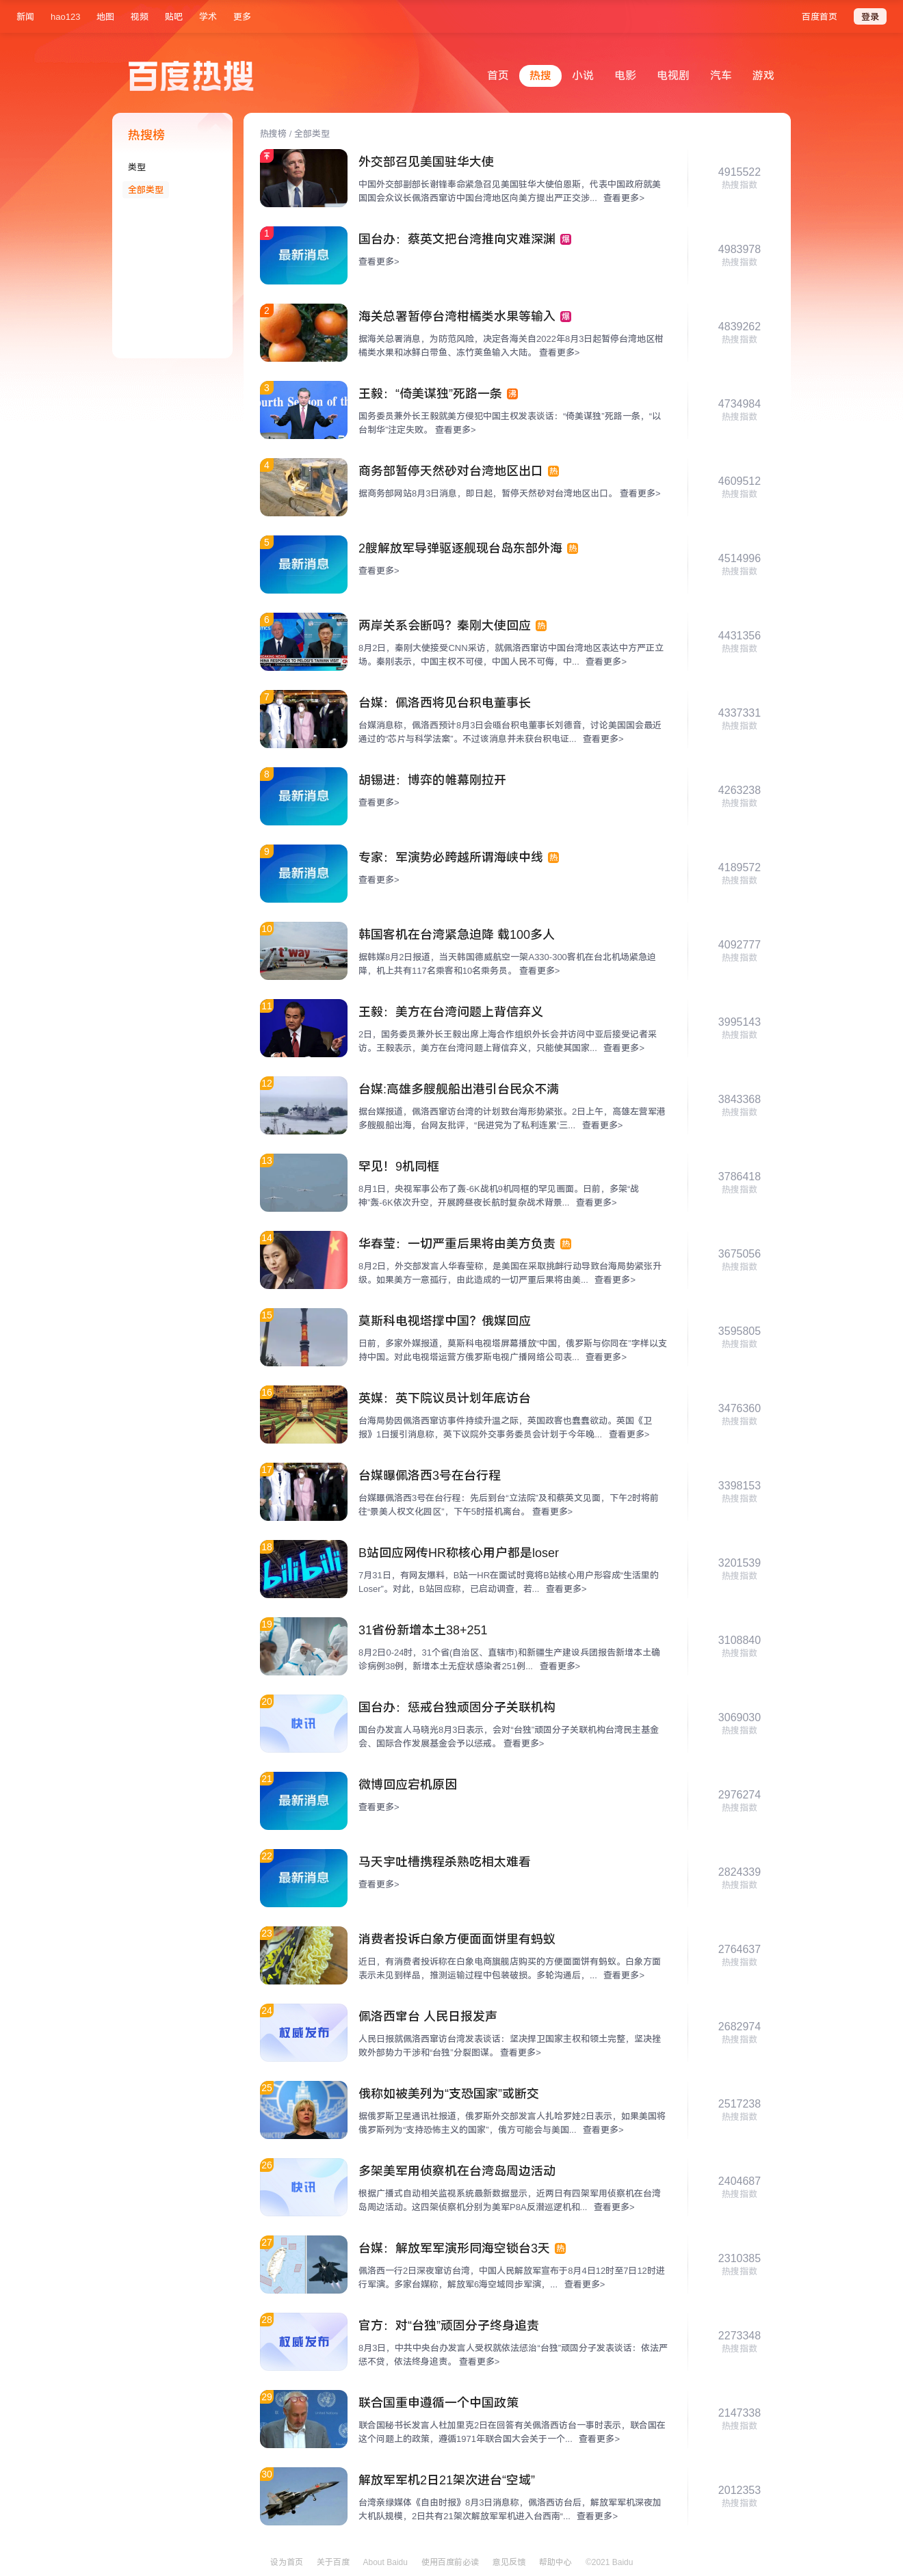 新闻 hao123 地图 视频 贴吧 学术 更多 百度首页 登录
百度热搜 首页 热搜 小说 电影 电视剧 汽车 游戏
热搜榜
类型
全部类型
热搜榜 / 全部类型
外交部召见美国驻华大使
中国外交部副部长谢锋奉命紧急召见美国驻华大使伯恩斯，代表中国政府就美
国国会众议长佩洛西窜访中国台湾地区向美方提出严正交涉... 查看更多>
4915522
热搜指数
1
最新消息
国台办：蔡英文把台湾推向灾难深渊 爆
查看更多>
4983978
热搜指数
2
海关总署暂停台湾柑橘类水果等输入 爆
据海关总署消息，为防范风险，决定各海关自2022年8月3日起暂停台湾地区柑
橘类水果和冰鲜白带鱼、冻竹荚鱼输入大陆。 查看更多>
4839262
热搜指数
3
王毅：“倚美谋独”死路一条 沸
国务委员兼外长王毅就美方侵犯中国主权发表谈话：“倚美谋独”死路一条，“以
台制华”注定失败。 查看更多>
4734984
热搜指数
4
商务部暂停天然砂对台湾地区出口 热
据商务部网站8月3日消息，即日起，暂停天然砂对台湾地区出口。 查看更多>
4609512
热搜指数
5
最新消息
2艘解放军导弹驱逐舰现台岛东部外海 热
查看更多>
4514996
热搜指数
6
两岸关系会断吗？秦刚大使回应 热
8月2日，秦刚大使接受CNN采访，就佩洛西窜访中国台湾地区表达中方严正立
场。秦刚表示，中国主权不可侵，中国人民不可侮，中... 查看更多>
4431356
热搜指数
7
台媒：佩洛西将见台积电董事长
台媒消息称，佩洛西预计8月3日会晤台积电董事长刘德音，讨论美国国会最近
通过的“芯片与科学法案”。不过该消息并未获台积电证... 查看更多>
4337331
热搜指数
8
最新消息
胡锡进：博弈的帷幕刚拉开
查看更多>
4263238
热搜指数
9
最新消息
专家：军演势必跨越所谓海峡中线 热
查看更多>
4189572
热搜指数
10
韩国客机在台湾紧急迫降 载100多人
据韩媒8月2日报道，当天韩国德威航空一架A330-300客机在台北机场紧急迫
降，机上共有117名乘客和10名乘务员。 查看更多>
4092777
热搜指数
11
王毅：美方在台湾问题上背信弃义
2日，国务委员兼外长王毅出席上海合作组织外长会并访问中亚后接受记者采
访。王毅表示，美方在台湾问题上背信弃义，只能使其国家... 查看更多>
3995143
热搜指数
12
台媒:高雄多艘舰船出港引台民众不满
据台媒报道，佩洛西窜访台湾的计划致台海形势紧张。2日上午，高雄左营军港
多艘舰船出海，台网友批评，“民进党为了私利连累‘三... 查看更多>
3843368
热搜指数
13
罕见！9机同框
8月1日，央视军事公布了轰-6K战机9机同框的罕见画面。日前，多架“战
神”轰-6K依次升空，开展跨昼夜长航时复杂战术背景... 查看更多>
3786418
热搜指数
14
华春莹：一切严重后果将由美方负责 热
8月2日，外交部发言人华春莹称，是美国在采取挑衅行动导致台海局势紧张升
级。如果美方一意孤行，由此造成的一切严重后果将由美... 查看更多>
3675056
热搜指数
15
莫斯科电视塔撑中国？俄媒回应
日前，多家外媒报道，莫斯科电视塔屏幕播放“中国，俄罗斯与你同在”字样以支
持中国。对此电视塔运营方俄罗斯电视广播网络公司表... 查看更多>
3595805
热搜指数
16
英媒：英下院议员计划年底访台
台海局势因佩洛西窜访事件持续升温之际，英国政客也蠢蠢欲动。英国《卫
报》1日援引消息称，英下议院外交事务委员会计划于今年晚... 查看更多>
3476360
热搜指数
17
台媒曝佩洛西3号在台行程
台媒曝佩洛西3号在台行程：先后到台“立法院”及和蔡英文见面，下午2时将前
往“景美人权文化园区”，下午5时搭机离台。 查看更多>
3398153
热搜指数
18
bilibili
B站回应网传HR称核心用户都是loser
7月31日，有网友爆料，B站一HR在面试时竟将B站核心用户形容成“生活里的
Loser”。对此，B站回应称，已启动调查，若... 查看更多>
3201539
热搜指数
19
31省份新增本土38+251
8月2日0-24时，31个省(自治区、直辖市)和新疆生产建设兵团报告新增本土确
诊病例38例，新增本土无症状感染者251例... 查看更多>
3108840
热搜指数
20
快讯
国台办：惩戒台独顽固分子关联机构
国台办发言人马晓光8月3日表示，会对“台独”顽固分子关联机构台湾民主基金
会、国际合作发展基金会予以惩戒。 查看更多>
3069030
热搜指数
21
最新消息
微博回应宕机原因
查看更多>
2976274
热搜指数
22
最新消息
马天宇吐槽携程杀熟吃相太难看
查看更多>
2824339
热搜指数
23
消费者投诉白象方便面面饼里有蚂蚁
近日，有消费者投诉称在白象电商旗舰店购买的方便面面饼有蚂蚁。白象方面
表示未见到样品，推测运输过程中包装破损。多轮沟通后，... 查看更多>
2764637
热搜指数
24
权威发布
佩洛西窜台 人民日报发声
人民日报就佩洛西窜访台湾发表谈话：坚决捍卫国家主权和领土完整，坚决挫
败外部势力干涉和“台独”分裂图谋。 查看更多>
2682974
热搜指数
25
俄称如被美列为“支恐国家”或断交
据俄罗斯卫星通讯社报道，俄罗斯外交部发言人扎哈罗娃2日表示，如果美国将
俄罗斯列为“支持恐怖主义的国家”，俄方可能会与美国... 查看更多>
2517238
热搜指数
26
快讯
多架美军用侦察机在台湾岛周边活动
根据广播式自动相关监视系统最新数据显示，近两日有四架军用侦察机在台湾
岛周边活动。这四架侦察机分别为美军P8A反潜巡逻机和... 查看更多>
2404687
热搜指数
27
台媒：解放军军演形同海空锁台3天 热
佩洛西一行2日深夜窜访台湾，中国人民解放军宣布于8月4日12时至7日12时进
行军演。多家台媒称，解放军6海空域同步军演，... 查看更多>
2310385
热搜指数
28
权威发布
官方：对“台独”顽固分子终身追责
8月3日，中共中央台办发言人受权就依法惩治“台独”顽固分子发表谈话：依法严
惩不贷，依法终身追责。 查看更多>
2273348
热搜指数
29
联合国重申遵循一个中国政策
联合国秘书长发言人杜加里克2日在回答有关佩洛西访台一事时表示，联合国在
这个问题上的政策，遵循1971年联合国大会关于一个... 查看更多>
2147338
热搜指数
30
解放军军机2日21架次进台“空域”
台湾亲绿媒体《自由时报》8月3日消息称，佩洛西访台后，解放军军机深夜加
大机队规模，2日共有21架次解放军军机进入台西南“... 查看更多>
2012353
热搜指数
设为首页 关于百度 About Baidu 使用百度前必读 意见反馈 帮助中心 ©2021 Baidu